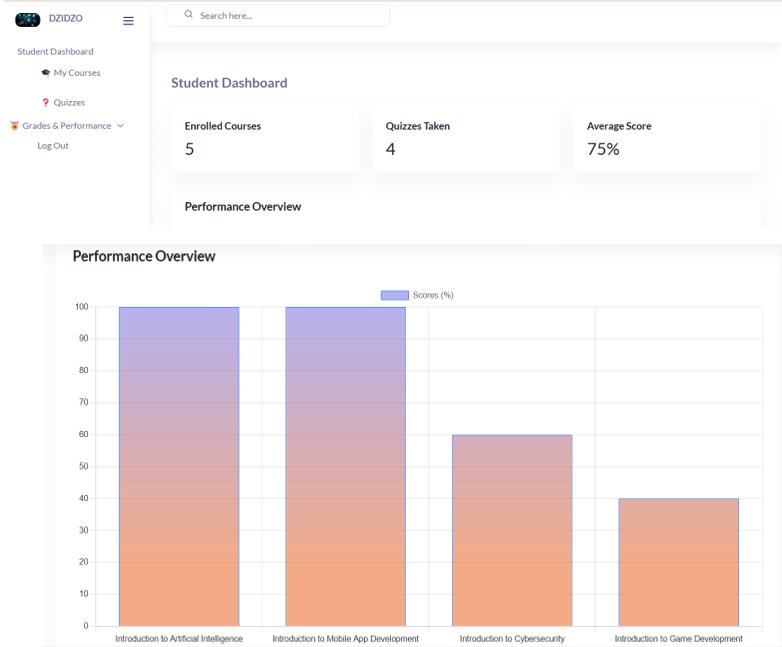 DZIDZO
Search here...
Student Dashboard
My Courses
Quizzes
Grades & Performance
Log Out
Student Dashboard
Enrolled Courses
5
Quizzes Taken
4
Average Score
75%
Performance Overview
Performance Overview
Scores (%)
100
90
80
70
60
50
40
30
20
10
0
Introduction to Artificial Intelligence
Introduction to Mobile App Development
Introduction to Cybersecurity
Introduction to Game Development